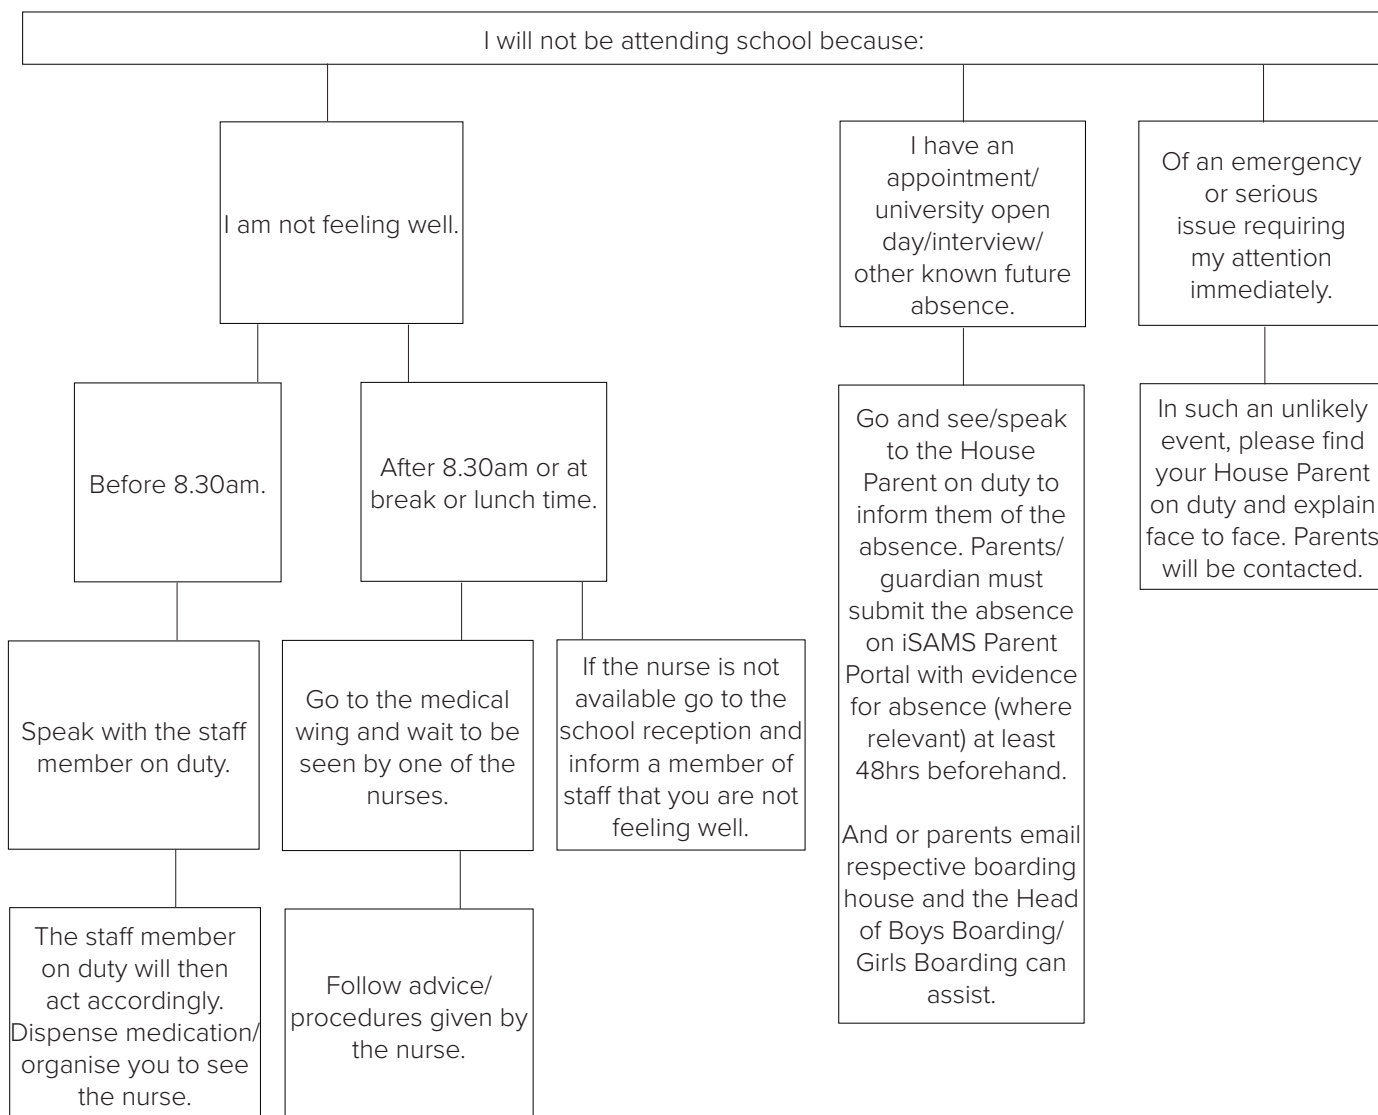 I will not be attending school because:
I am not feeling well.
Before 8.30am.
Speak with the staff
member on duty.
The staff member
on duty will then
act accordingly.
Dispense medication/
organise you to see
the nurse.
After 8.30am or at
break or lunch time.
Go to the medical
wing and wait to be
seen by one of the
nurses.
Follow advice/
procedures given by
the nurse.
If the nurse is not
available go to the
school reception and
inform a member of
staff that you are not
feeling well.
I have an
appointment/
university open
day/interview/
other known future
absence.
Go and see/speak
to the House
Parent on duty to
inform them of the
absence. Parents/
guardian must
submit the absence
on iSAMS Parent
Portal with evidence
for absence (where
relevant) at least
48hrs beforehand.
And or parents email
respective boarding
house and the Head
of Boys Boarding/
Girls Boarding can
assist.
Of an emergency
or serious
issue requiring
my attention
immediately.
In such an unlikely
event, please find
your House Parent
on duty and explain
face to face. Parents
will be contacted.